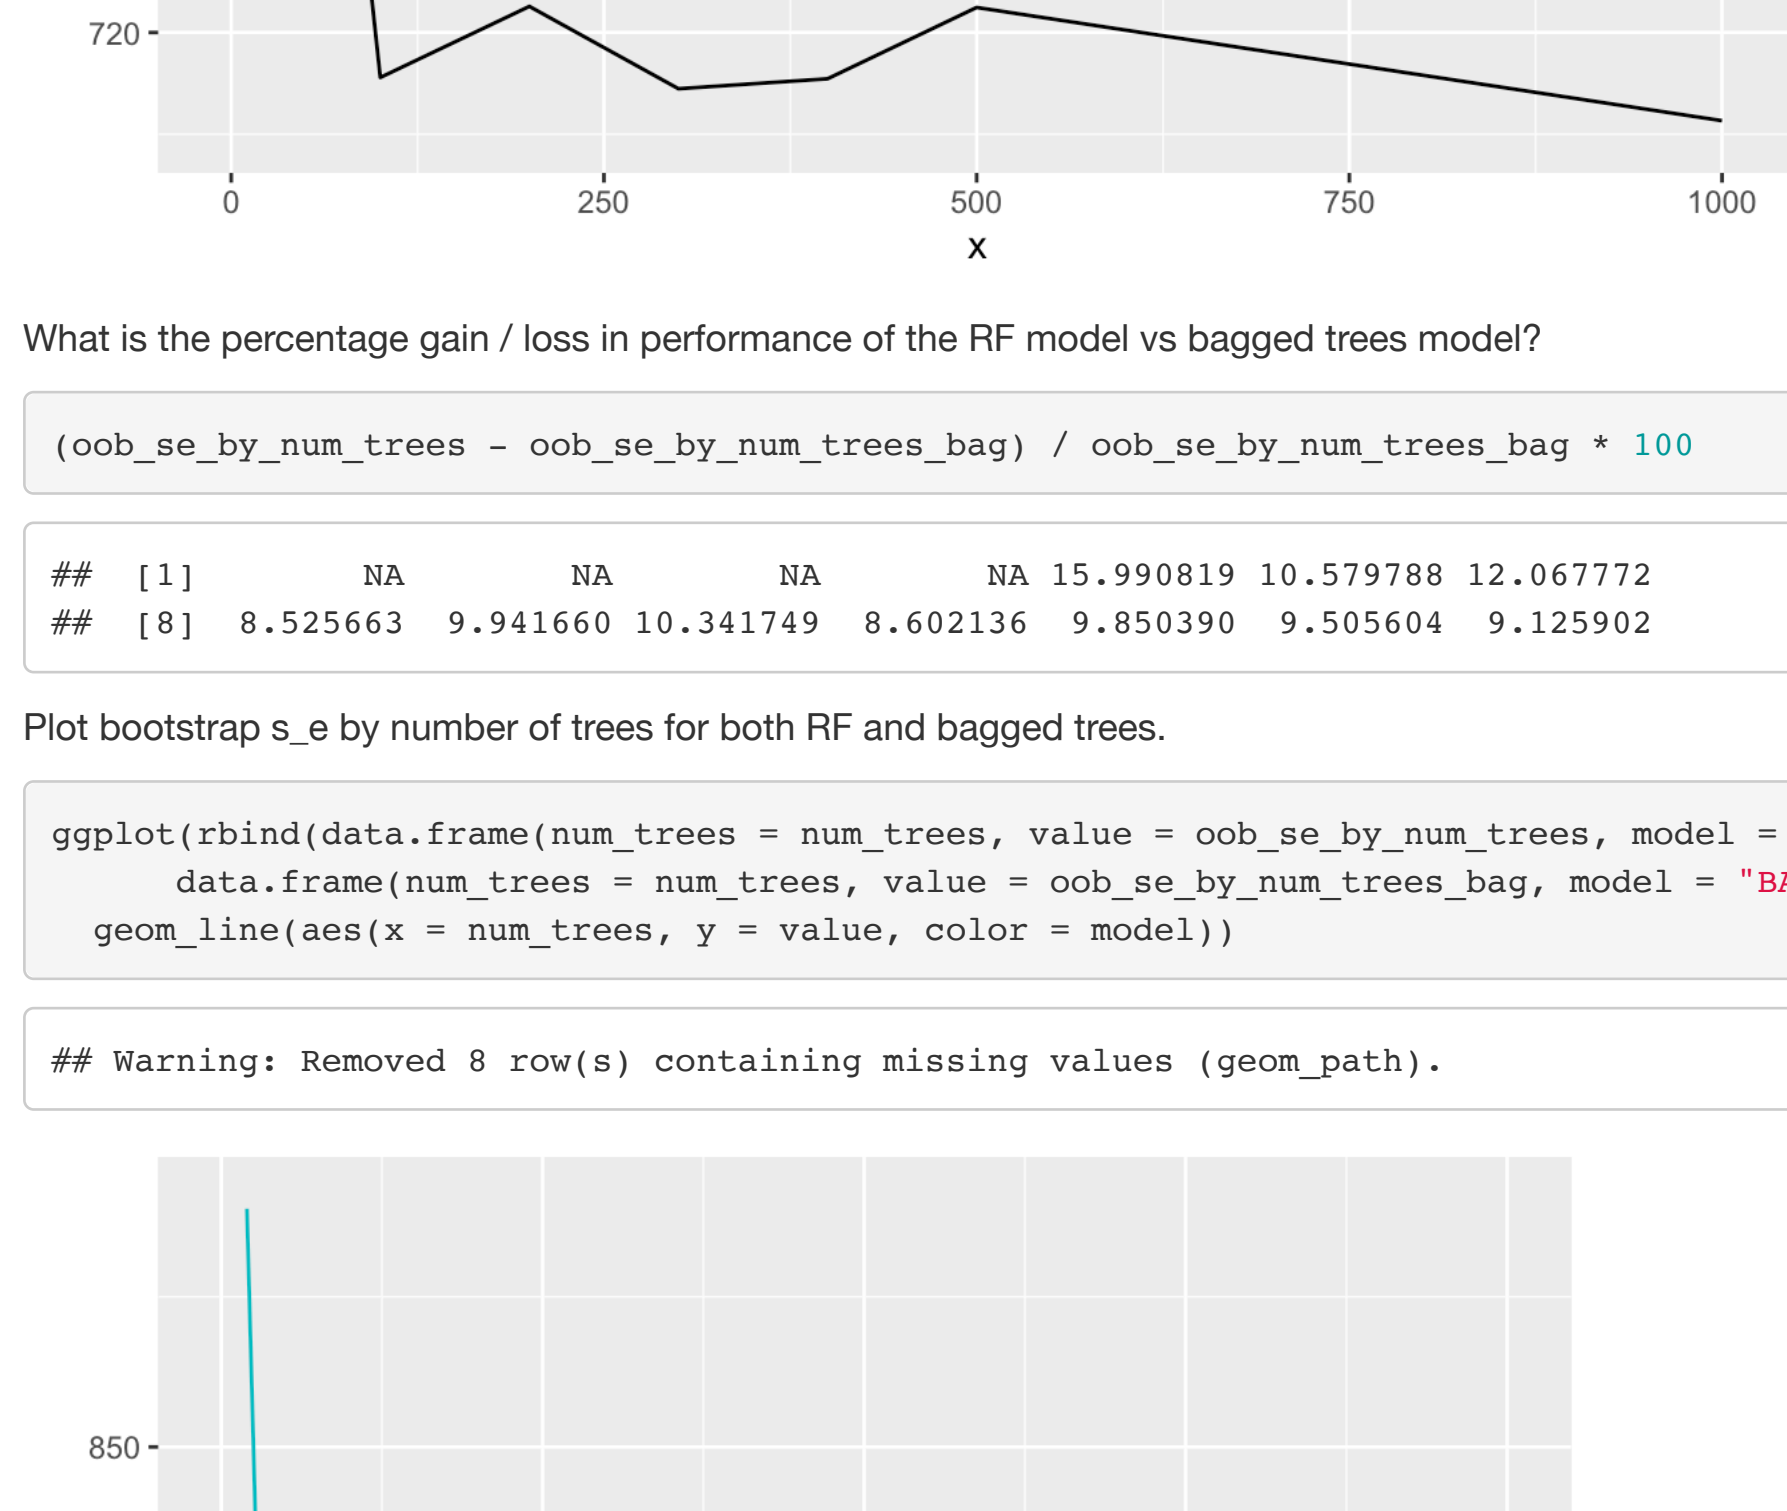 720
0 250 500 750 1000
x
What is the percentage gain / loss in performance of the RF model vs bagged trees model?
(oob_se_by_num_trees - oob_se_by_num_trees_bag) / oob_se_by_num_trees_bag * 100
##  [1]        NA        NA        NA        NA 15.990819 10.579788 12.067772
##  [8]  8.525663  9.941660 10.341749  8.602136  9.850390  9.505604  9.125902
Plot bootstrap s_e by number of trees for both RF and bagged trees.
ggplot(rbind(data.frame(num_trees = num_trees, value = oob_se_by_num_trees, model =
      data.frame(num_trees = num_trees, value = oob_se_by_num_trees_bag, model = "BA
  geom_line(aes(x = num_trees, y = value, color = model))
## Warning: Removed 8 row(s) containing missing values (geom_path).
850